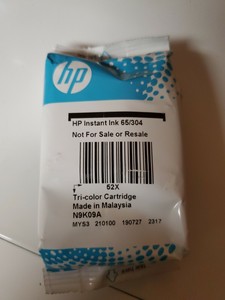 hp
HP Instant Ink 65/304
Not For Sale or Resale
62X
Tri-color Cartridge
Made in Malaysia
N9K09A
MYS3 210100 190727 2317